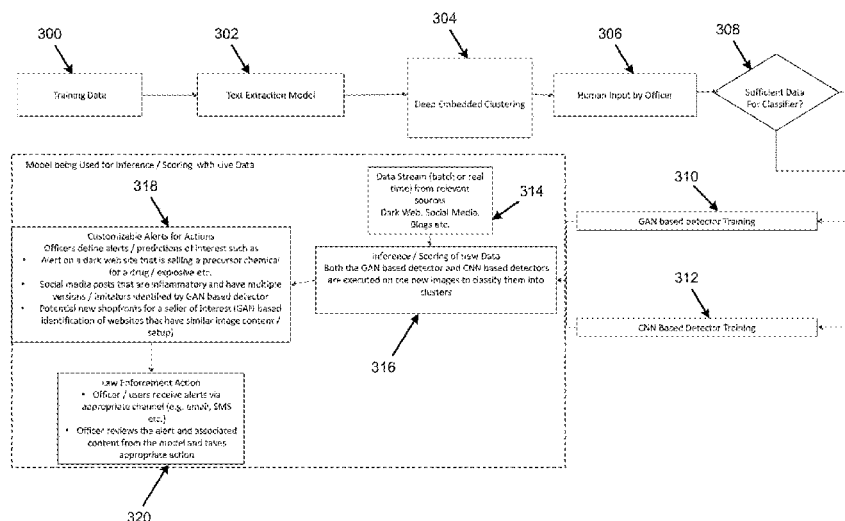 300
302
304
306
308
Training Data
Text Extraction Model
Deep Embedded Clustering
Human Input by Officer
Sufficient Data
For Classifier?
Model being Used for Inference / Scoring with Live Data
318
Customizable Alerts for Actions
Officers define alerts / predictions of interest such as
• Alert on a dark web site that is selling a precursor chemical
for a drug / explosive etc.
• Social media posts that are inflammatory and have multiple
versions / imitators identified by GAN based detector
• Potential new shopfronts for a seller of interest (GAN based
identification of websites that have similar image content /
setup)
Data Stream (batch or real
time) from relevant
sources
Dark Web, Social Media,
Blogs etc.
314
Inference / Scoring of new Data
Both the GAN based detector and CNN based detectors
are executed on the new images to classify them into
clusters
316
310
GAN based detector Training
312
CNN Based Detector Training
Law Enforcement Action
• Officer / users receive alerts via
appropriate channel (e.g. email, SMS
etc.)
• Officer reviews the alert and associated
content from the model and takes
appropriate action
320